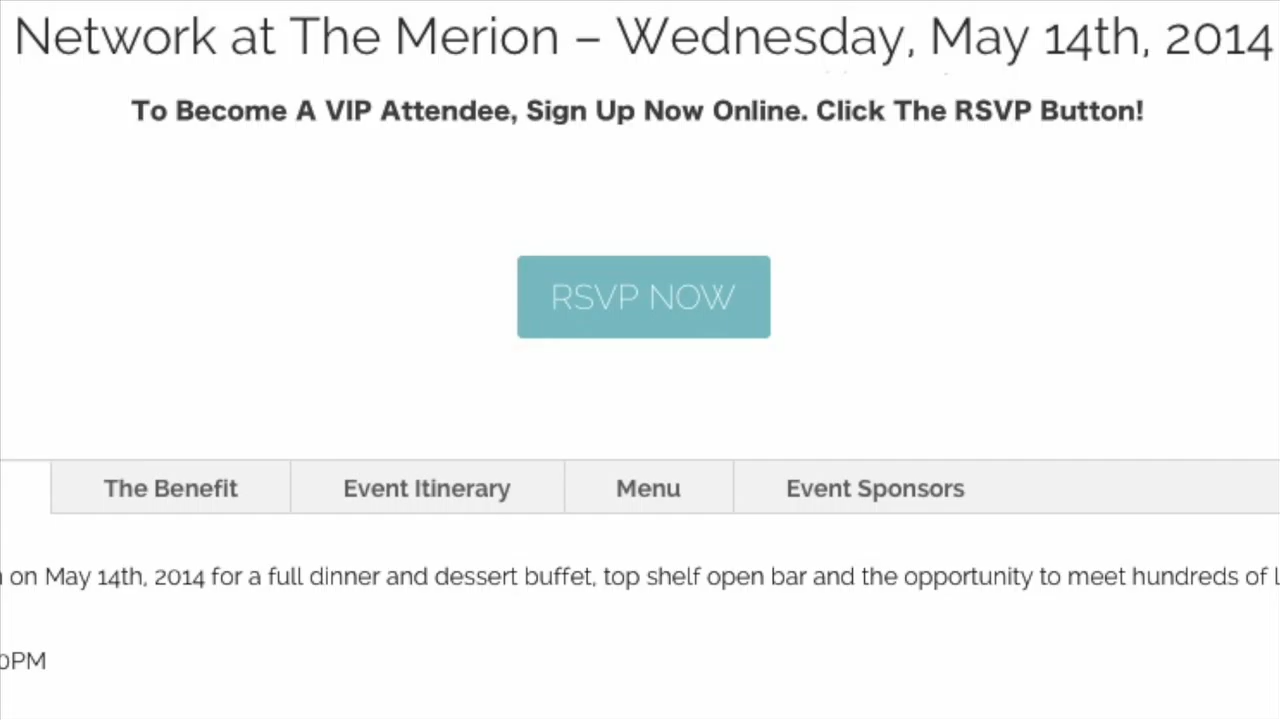 Network at The Merion – Wednesday, May 14th, 2014
To Become A VIP Attendee, Sign Up Now Online. Click The RSVP Button!
RSVP NOW
The Benefit Event Itinerary Menu Event Sponsors
on May 14th, 2014 for a full dinner and dessert buffet, top shelf open bar and the opportunity to meet hundreds of
0PM